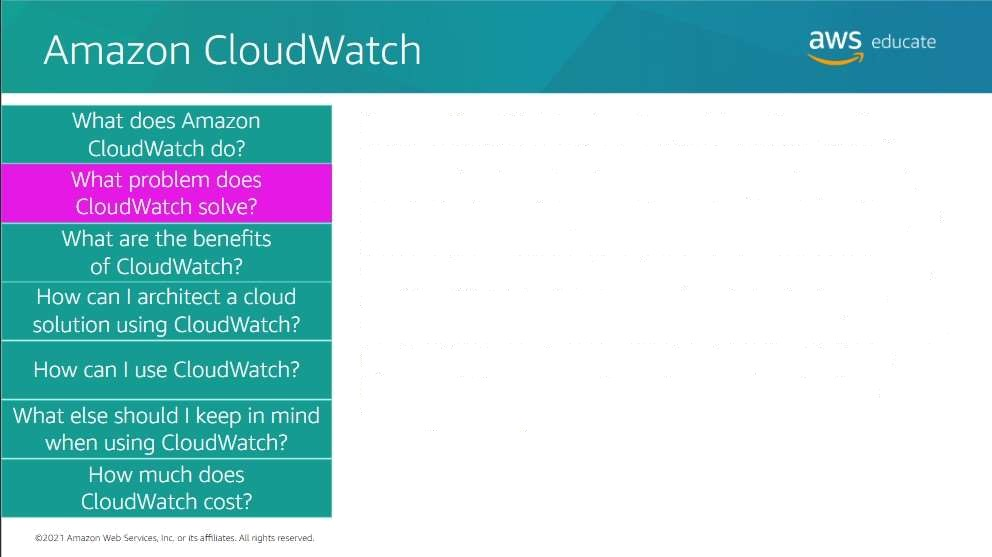 Amazon CloudWatch
aws educate
What does Amazon
CloudWatch do?
What problem does
CloudWatch solve?
What are the benefits
of CloudWatch?
How can I architect a cloud
solution using CloudWatch?
How can I use CloudWatch?
What else should I keep in mind
when using CloudWatch?
How much does
CloudWatch cost?
©2021 Amazon Web Services, Inc. or its affiliates. All rights reserved.